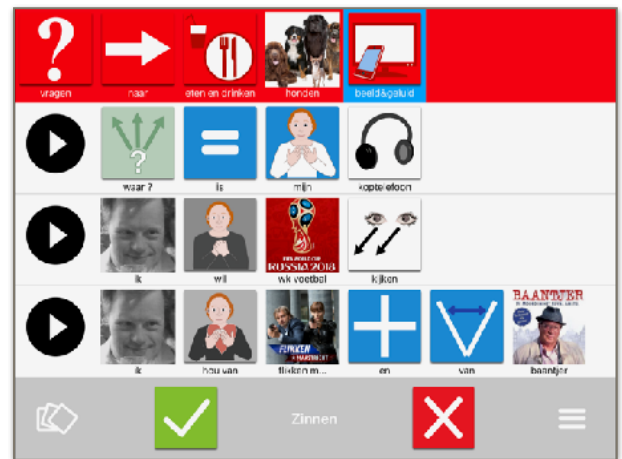 ?
vragen naar eten en drinken honden beeld&geluid
?
waar ? is mijn koptelefoon
RUSSIA 2018
ik wil wk voetbal kijken
BAANTJER
FLIKKEN
ik hou van flikken m... en van baantjer
Zinnen